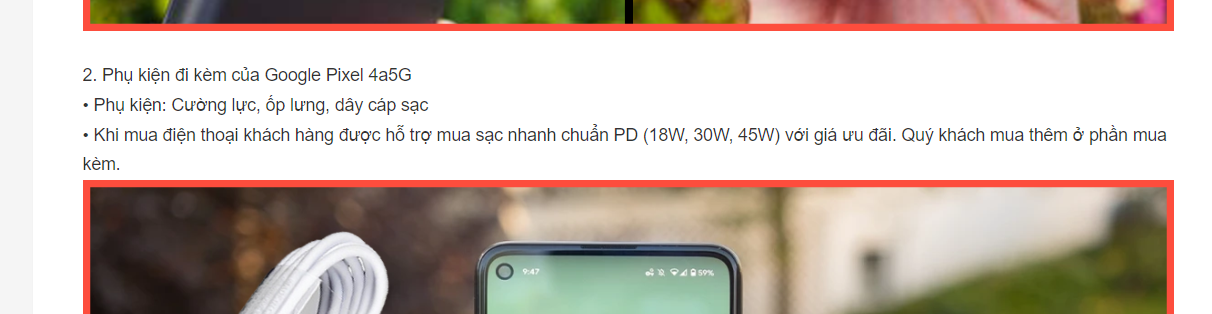 2. Phụ kiện đi kèm của Google Pixel 4a5G
• Phụ kiện: Cường lực, ốp lưng, dây cáp sạc
• Khi mua điện thoại khách hàng được hỗ trợ mua sạc nhanh chuẩn PD (18W, 30W, 45W) với giá ưu đãi. Quý khách mua thêm ở phần mua
kèm.
9:47 59%